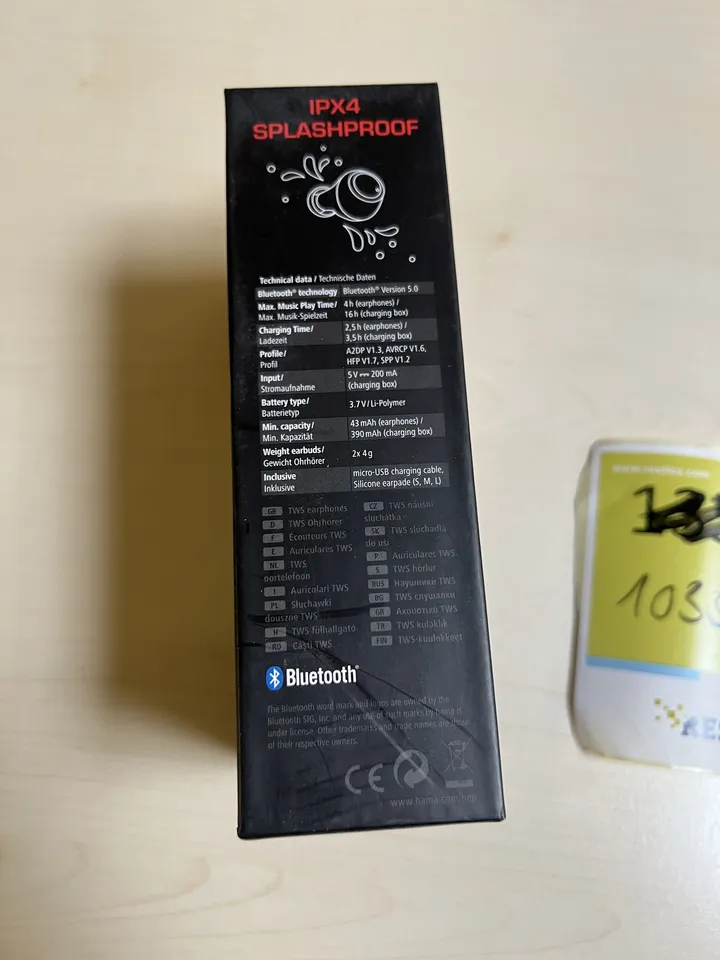 IPX4
SPLASHPROOF
Technical data / Technische Daten
Bluetooth® technology Bluetooth® Version 5.0
Max. Music Play Time/ 4 h (earphones) /
Max. Musik-Spielzeit 16 h (charging box)
Charging Time/ 2,5 h (earphones) /
Ladezeit 3,5 h (charging box)
Profile/ A2DP V1.3, AVRCP V1.6,
Profil HFP V1.7, SPP V1.2
Input/ 5 V ⎓ 200 mA
Stromaufnahme (charging box)
Battery type/ 3.7 V / Li-Polymer
Batterietyp
Min. capacity/ 43 mAh (earphones) /
Min. Kapazität 390 mAh (charging box)
Weight earbuds/ 2x 4 g
Gewicht Ohrhörer
Inclusive micro-USB charging cable,
Inklusive Silicone earpade (S, M, L)
GB TWS earphones
D TWS Ohrhörer
F Écouteurs TWS
E Auriculares TWS
NL TWS
oortelefoon
I Auricolari TWS
PL Słuchawki
douszne TWS
H TWS fülhallgató
RO Căști TWS
CZ TWS náušní
sluchátka
SK TWS slúchadlá
do uší
P Auriculares TWS
S TWS hörlur
RUS Наушники TWS
BG TWS слушалки
GR Ακουστικό TWS
TR TWS kulaklık
FIN TWS-kuulokkeet
Bluetooth®
The Bluetooth word mark and logos are owned by the
Bluetooth SIG, Inc. and any use of such marks by hama is
under license. Other trademarks and trade names are those
of their respective owners.
CE
www.hama.com/nep
103
RES